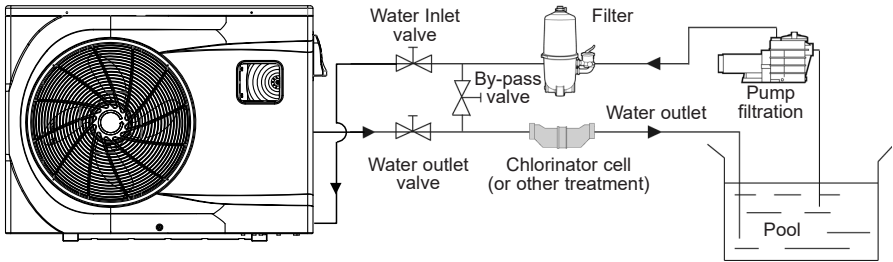 Water Inlet
valve
Filter
By-pass
valve
Pump
filtration
Water outlet
Water outlet
valve
Chlorinator cell
(or other treatment)
Pool